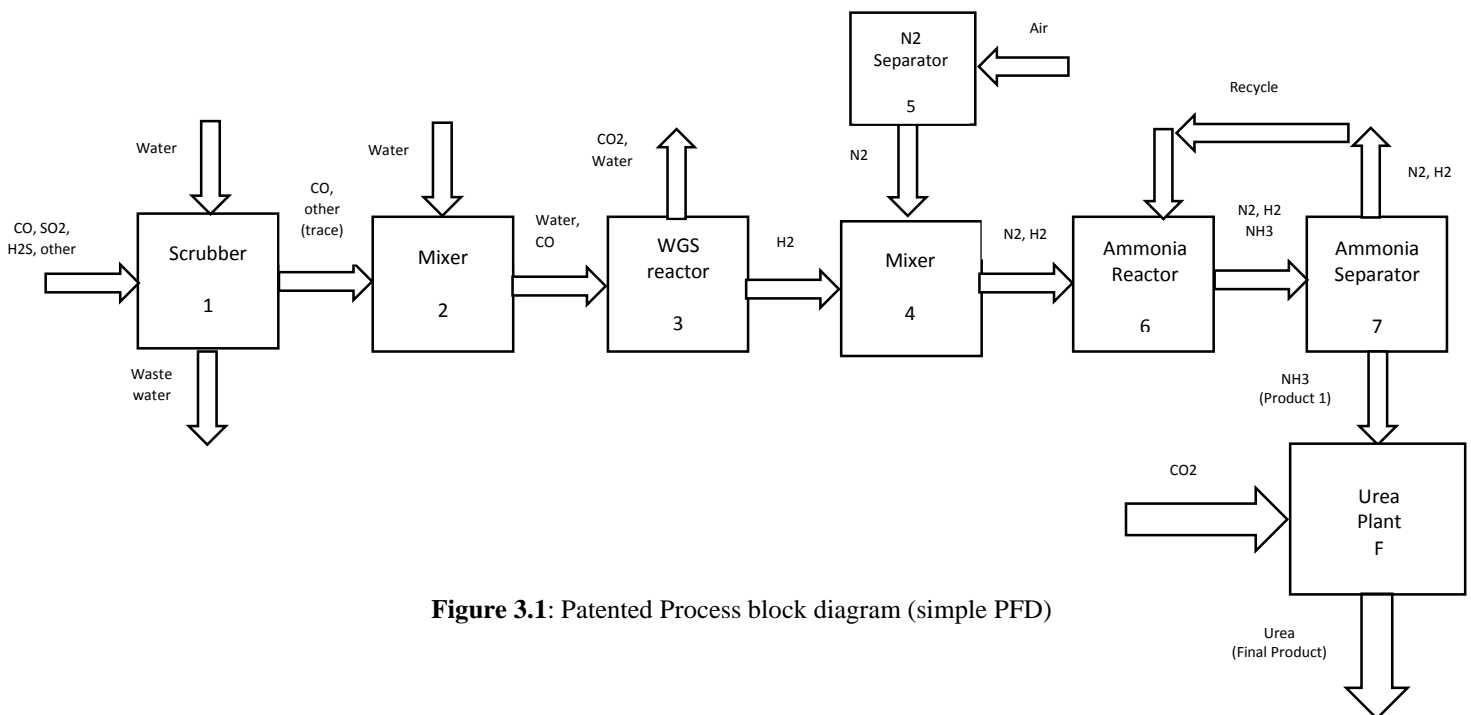 N2
Separator
5
Air
Recycle
Water
Water
CO2,
Water
N2
N2, H2
CO, SO2,
H2S, other
Scrubber
1
CO,
other
(trace)
Mixer
2
Water,
CO
WGS
reactor
3
H2
Mixer
4
N2, H2
Ammonia
Reactor
6
N2, H2
NH3
Ammonia
Separator
7
Waste
water
NH3
(Product 1)
CO2
Urea
Plant
F
Figure 3.1: Patented Process block diagram (simple PFD)
Urea
(Final Product)